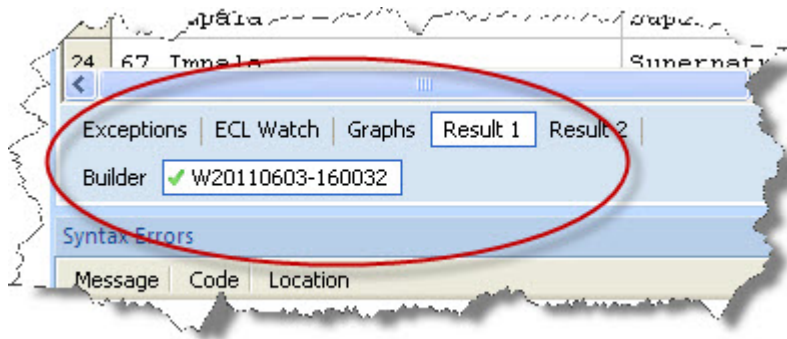 24 67 Impala Supernatu
Exceptions ECL Watch Graphs Result 1 Result 2
Builder W20110603-160032
Syntax Errors
Message Code Location